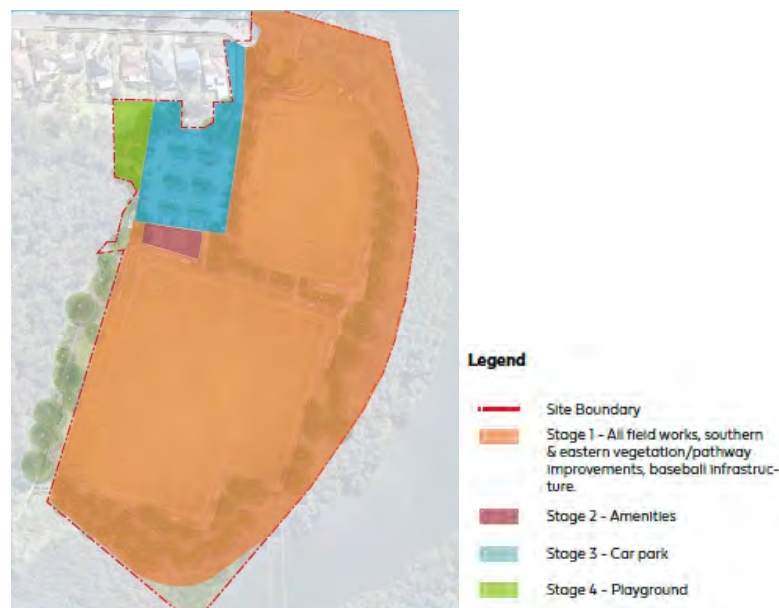 Legend
Site Boundary
Stage 1 - All field works, southern
& eastern vegetation/pathway
improvements, baseball infrastruc-
ture.
Stage 2 - Amenities
Stage 3 - Car park
Stage 4 - Playground